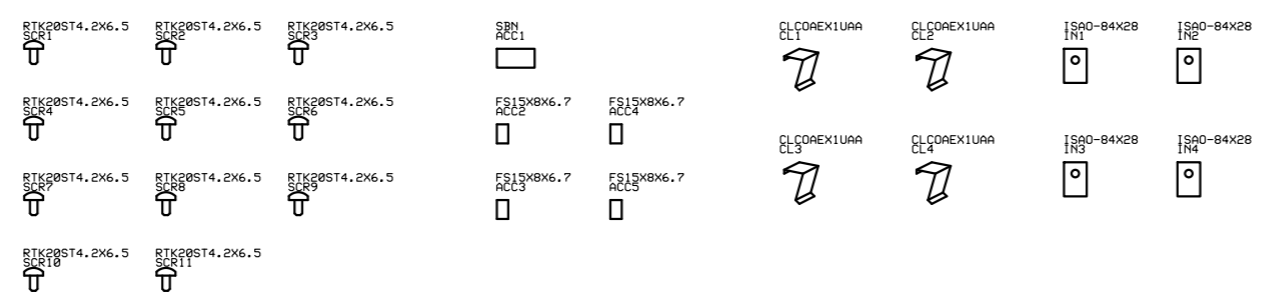 RTK20ST4.2X6.5
SCR1
RTK20ST4.2X6.5
SCR2
RTK20ST4.2X6.5
SCR3
SBN
ACC1
CLCOAEX1UAA
CL1
CLCOAEX1UAA
CL2
ISAO-84X28
IN1
ISAO-84X28
IN2
RTK20ST4.2X6.5
SCR4
RTK20ST4.2X6.5
SCR5
RTK20ST4.2X6.5
SCR6
FS15X8X6.7
ACC2
FS15X8X6.7
ACC4
CLCOAEX1UAA
CL3
CLCOAEX1UAA
CL4
ISAO-84X28
IN3
ISAO-84X28
IN4
RTK20ST4.2X6.5
SCR7
RTK20ST4.2X6.5
SCR8
RTK20ST4.2X6.5
SCR9
FS15X8X6.7
ACC3
FS15X8X6.7
ACC5
RTK20ST4.2X6.5
SCR10
RTK20ST4.2X6.5
SCR11